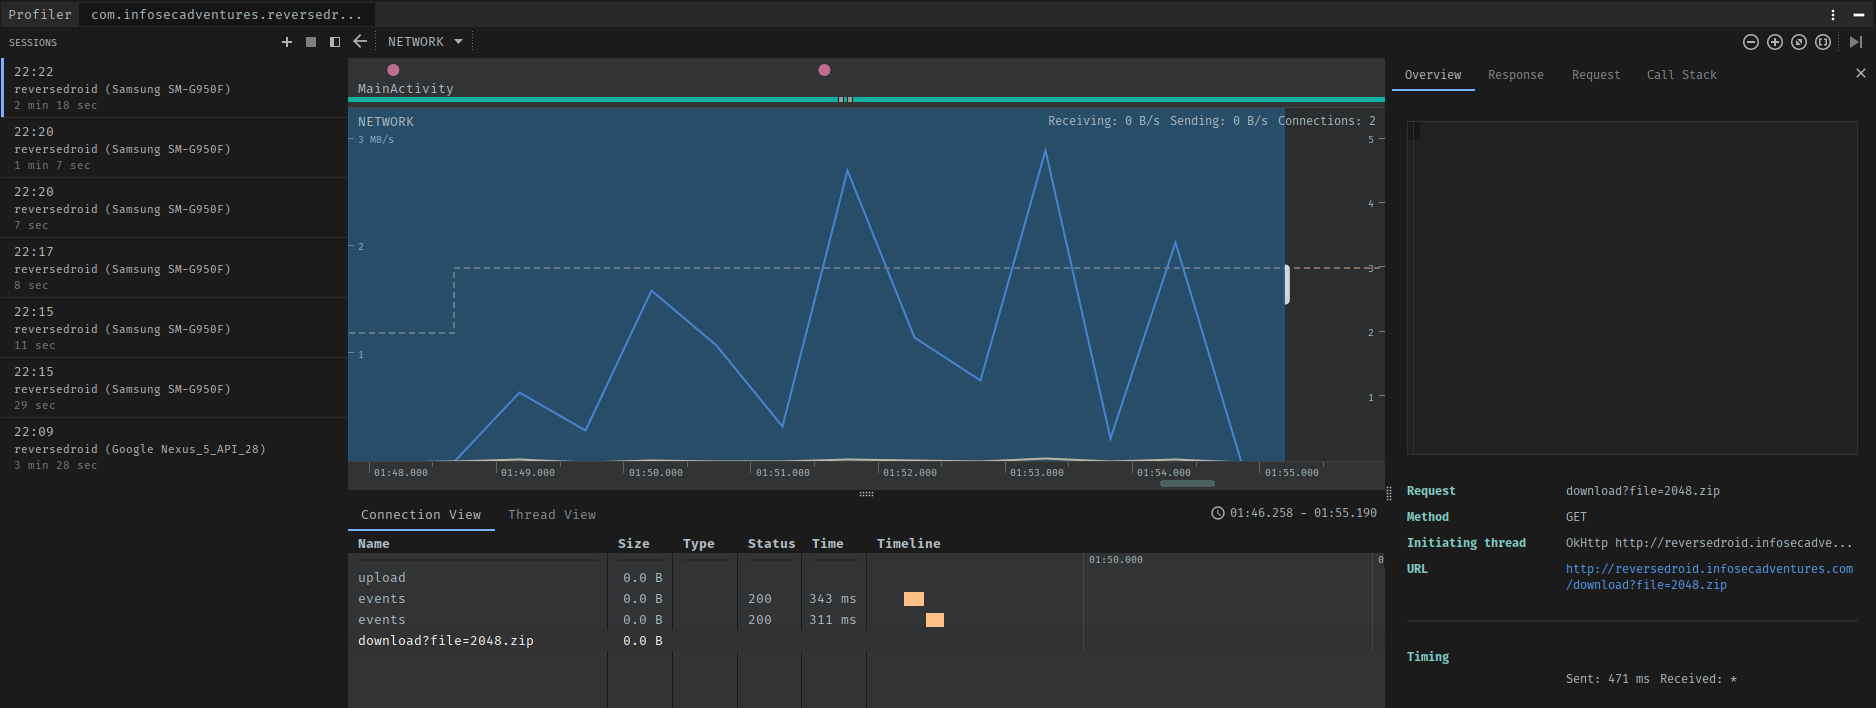 Profiler com.infosecadventures.reversedr...
SESSIONS
NETWORK
22:22
reversedroid (Samsung SM-G950F)
2 min 18 sec
22:20
reversedroid (Samsung SM-G950F)
1 min 7 sec
22:20
reversedroid (Samsung SM-G950F)
7 sec
22:17
reversedroid (Samsung SM-G950F)
8 sec
22:15
reversedroid (Samsung SM-G950F)
11 sec
22:15
reversedroid (Samsung SM-G950F)
29 sec
22:09
reversedroid (Google Nexus_5_API_28)
3 min 28 sec
MainActivity
NETWORK
Receiving: 0 B/s Sending: 0 B/s Connections: 2
3 MB/s
2
1
5
4
3
2
1
01:48.000 01:49.000 01:50.000 01:51.000 01:52.000 01:53.000 01:54.000 01:55.000
Connection View Thread View
01:46.258 - 01:55.190
Name Size Type Status Time Timeline
01:50.000 0
upload 0.0 B
events 0.0 B 200 343 ms
events 0.0 B 200 311 ms
download?file=2048.zip 0.0 B
Overview Response Request Call Stack
Request download?file=2048.zip
Method GET
Initiating thread OkHttp http://reversedroid.infosecadve...
URL http://reversedroid.infosecadventures.com
/download?file=2048.zip
Timing
Sent: 471 ms Received: *